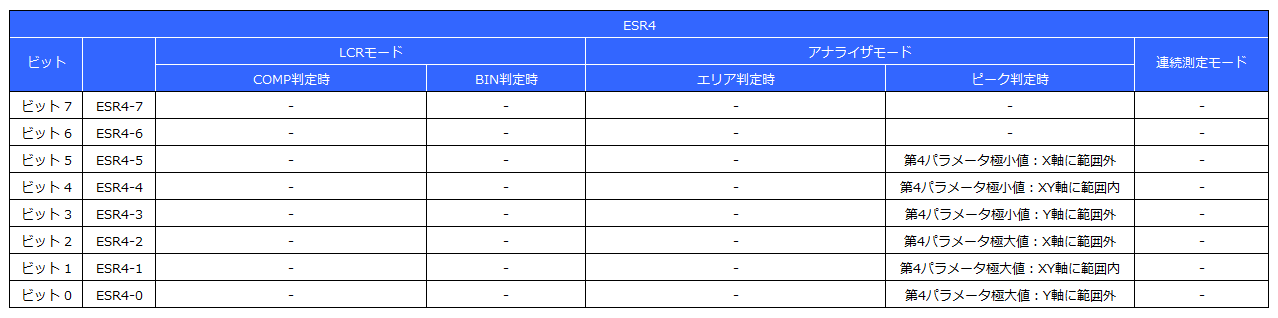 ESR4
ビット LCRモード アナライザモード 連続測定モード
COMP判定時 BIN判定時 エリア判定時 ピーク判定時
ビット 7 ESR4-7 - - - - -
ビット 6 ESR4-6 - - - - -
ビット 5 ESR4-5 - - - 第4パラメータ極小値：X軸に範囲外 -
ビット 4 ESR4-4 - - - 第4パラメータ極小値：XY軸に範囲内 -
ビット 3 ESR4-3 - - - 第4パラメータ極小値：Y軸に範囲外 -
ビット 2 ESR4-2 - - - 第4パラメータ極大値：X軸に範囲外 -
ビット 1 ESR4-1 - - - 第4パラメータ極大値：XY軸に範囲内 -
ビット 0 ESR4-0 - - - 第4パラメータ極大値：Y軸に範囲外 -